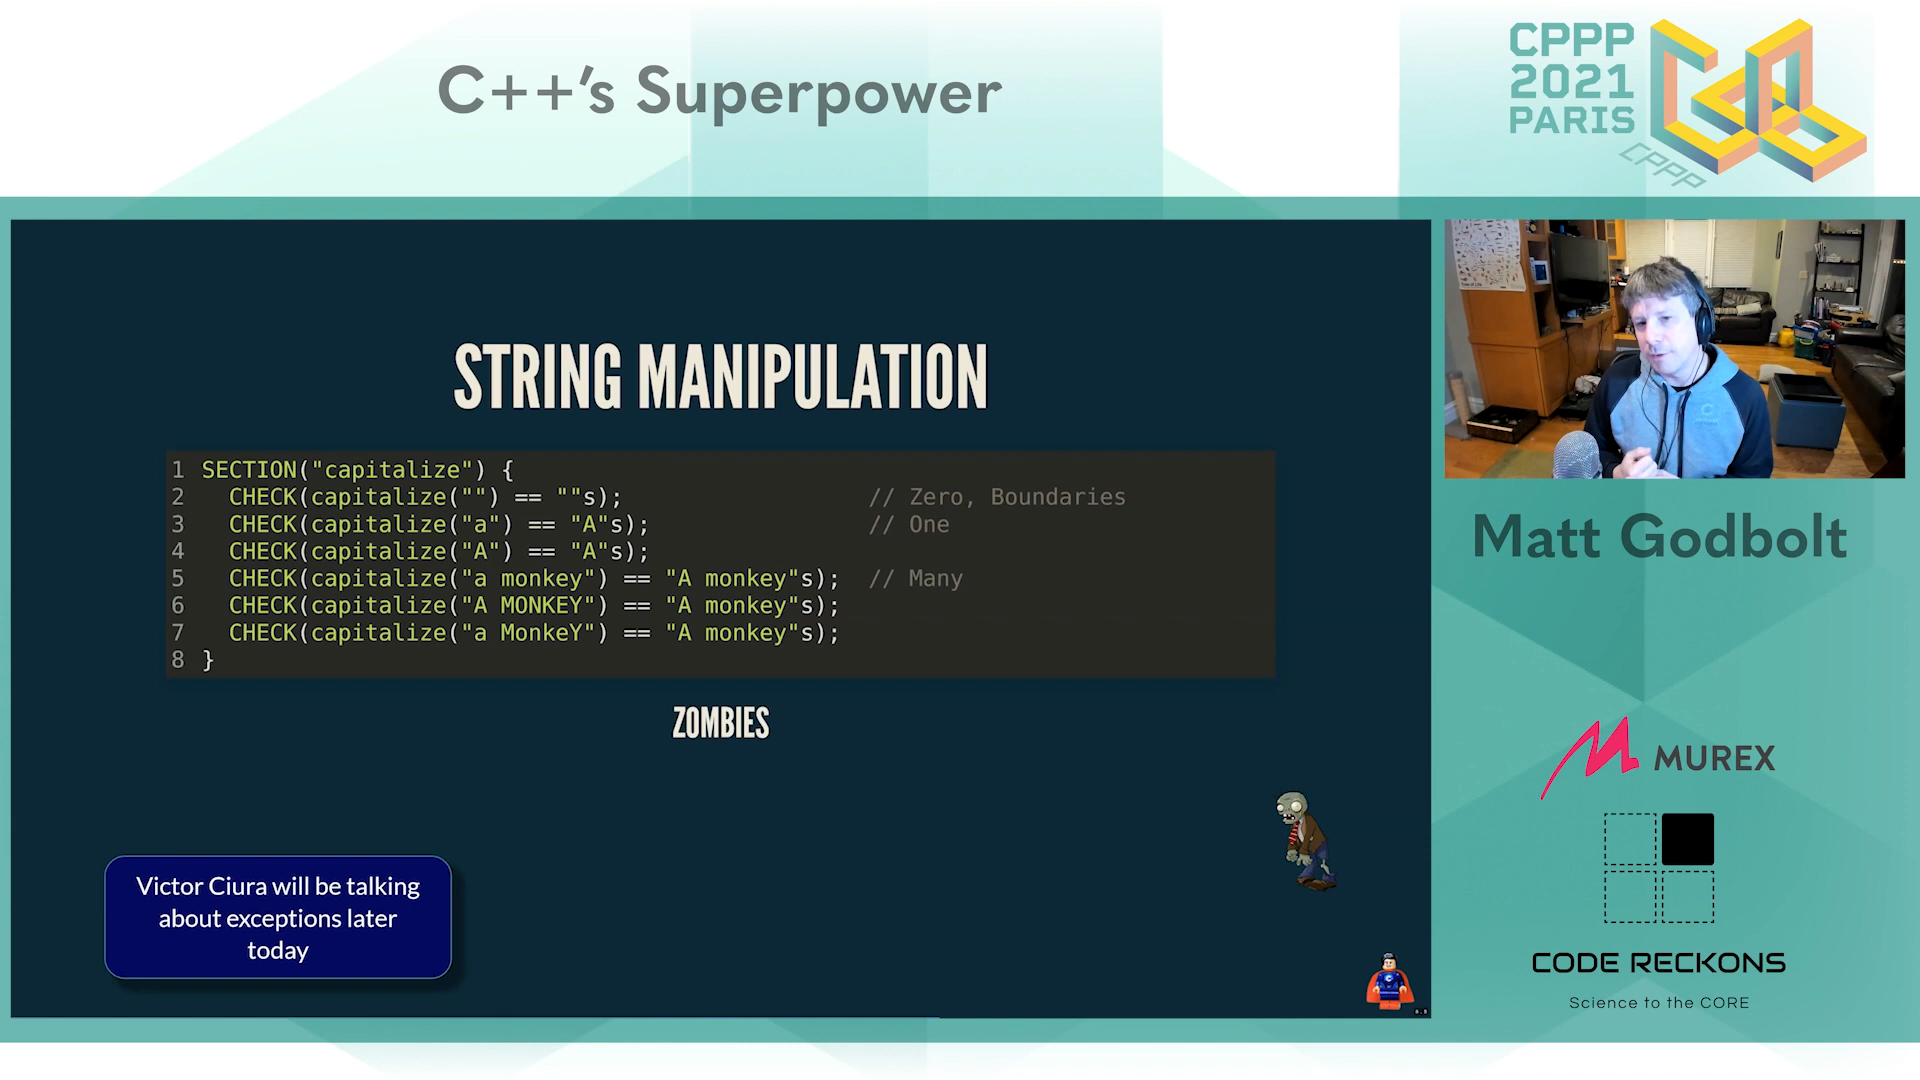 C++'s Superpower
CPPP
2021
PARIS
CPPP
STRING MANIPULATION
1 SECTION("capitalize") {
2   CHECK(capitalize("") == ""s);                  // Zero, Boundaries
3   CHECK(capitalize("a") == "A"s);                // One
4   CHECK(capitalize("A") == "A"s);
5   CHECK(capitalize("a monkey") == "A monkey"s);  // Many
6   CHECK(capitalize("A MONKEY") == "A monkey"s);
7   CHECK(capitalize("a MonkeY") == "A monkey"s);
8 }
ZOMBIES
Victor Ciura will be talking
about exceptions later
today
Matt Godbolt
MUREX
CODE RECKONS
Science to the CORE